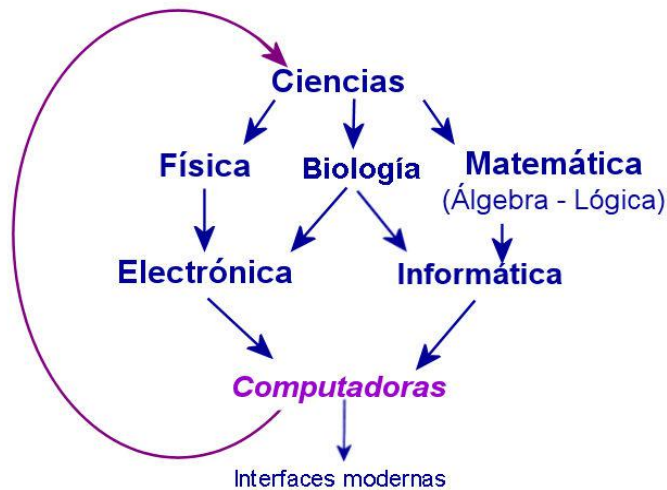 Ciencias
Física
Biología
Matemática
(Álgebra - Lógica)
Electrónica
Informática
Computadoras
Interfaces modernas